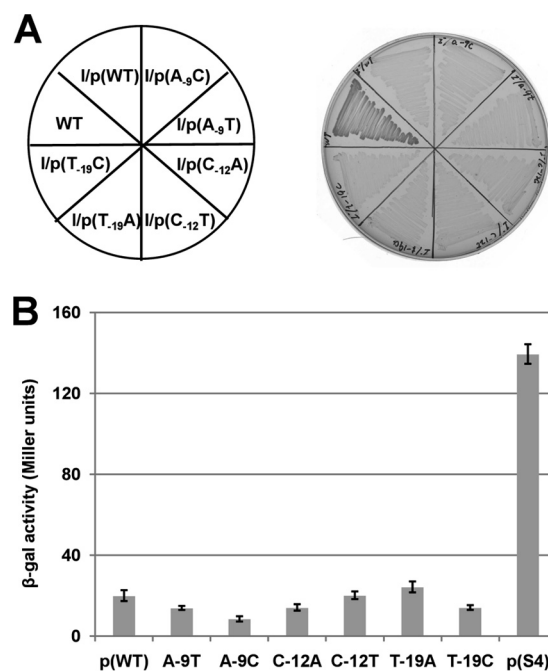 A
I/p(WT) I/p(A-9C)
WT I/p(A-9T)
I/p(T-19C) I/p(C-12A)
I/p(T-19A) I/p(C-12T)
WT
B
β-gal activity (Miller units)
160
120
80
40
0
p(WT) A-9T A-9C C-12A C-12T T-19A T-19C p(S4)